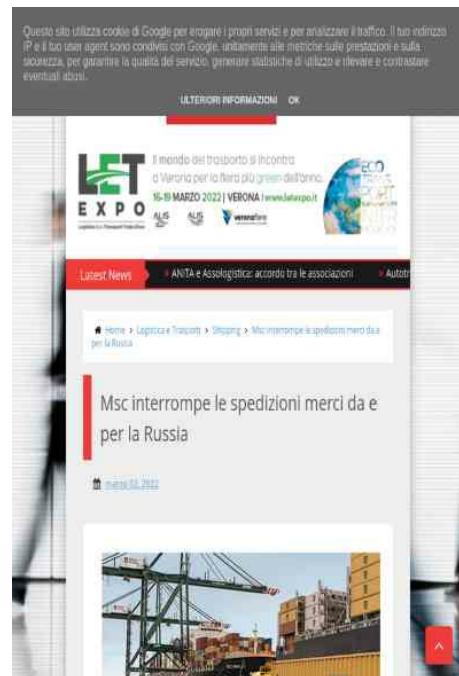 Questo sito utilizza cookie di Google per erogare i propri servizi e per analizzare il traffico. Il tuo indirizzo
IP e il tuo user agent sono condivisi con Google, unitamente alle metriche sulle prestazioni e sulla
sicurezza, per garantire la qualità del servizio, generare statistiche di utilizzo e rilevare e contrastare
eventuali abusi.
ULTERIORI INFORMAZIONI OK
LET
EXPO
Il mondo del trasporto si incontra
a Verona per la fiera più green dell'anno.
16-19 MARZO 2022 | VERONA | www.letexpo.it
ALIS ALIS veronafiere
ECO
TRANS
PORT
Latest News
ANITA e Assologistica: accordo tra le associazioni
Autotr
Home > Logistica e Trasporti > Shipping > Msc interrompe le spedizioni merci da e
per la Russia
Msc interrompe le spedizioni merci da e
per la Russia
marzo 02, 2022